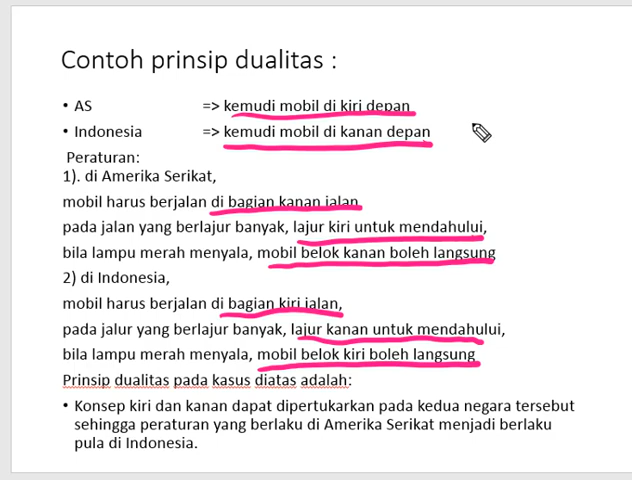 Contoh prinsip dualitas :
• AS => kemudi mobil di kiri depan
• Indonesia => kemudi mobil di kanan depan
Peraturan:
1). di Amerika Serikat,
mobil harus berjalan di bagian kanan jalan
pada jalan yang berlajur banyak, lajur kiri untuk mendahului,
bila lampu merah menyala, mobil belok kanan boleh langsung
2) di Indonesia,
mobil harus berjalan di bagian kiri jalan,
pada jalur yang berlajur banyak, lajur kanan untuk mendahului,
bila lampu merah menyala, mobil belok kiri boleh langsung
Prinsip dualitas pada kasus diatas adalah:
• Konsep kiri dan kanan dapat dipertukarkan pada kedua negara tersebut
sehingga peraturan yang berlaku di Amerika Serikat menjadi berlaku
pula di Indonesia.